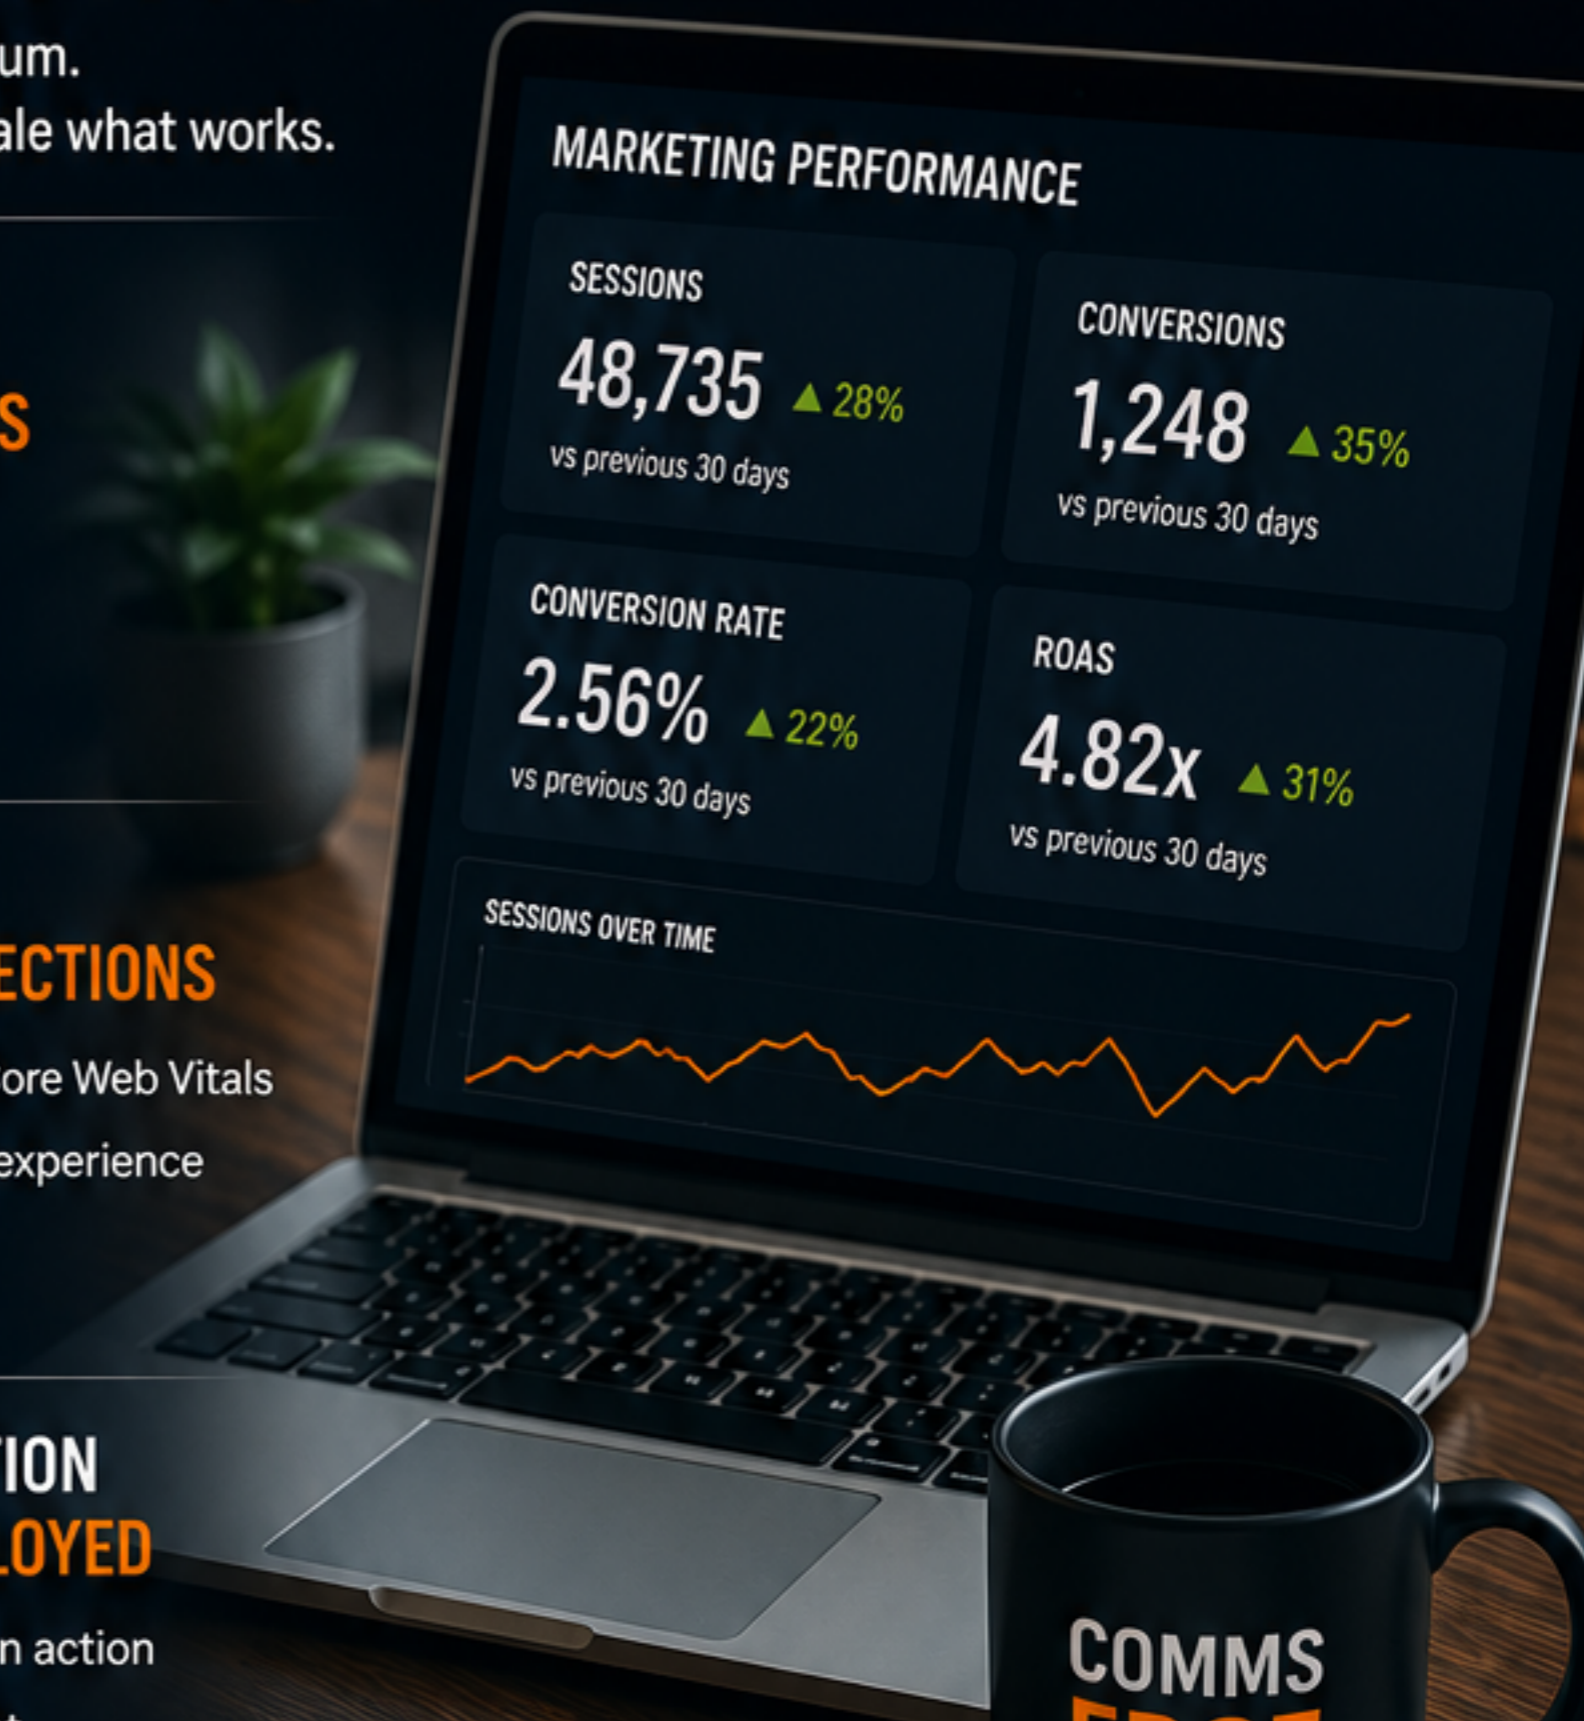 um.
ale what works.
S
ECTIONS
ore Web Vitals
experience
TION
LOYED
n action
MARKETING PERFORMANCE
SESSIONS
48,735 ▲ 28%
vs previous 30 days
CONVERSIONS
1,248 ▲ 35%
vs previous 30 days
CONVERSION RATE
2.56% ▲ 22%
vs previous 30 days
ROAS
4.82x ▲ 31%
vs previous 30 days
SESSIONS OVER TIME
COMMS
EDGE